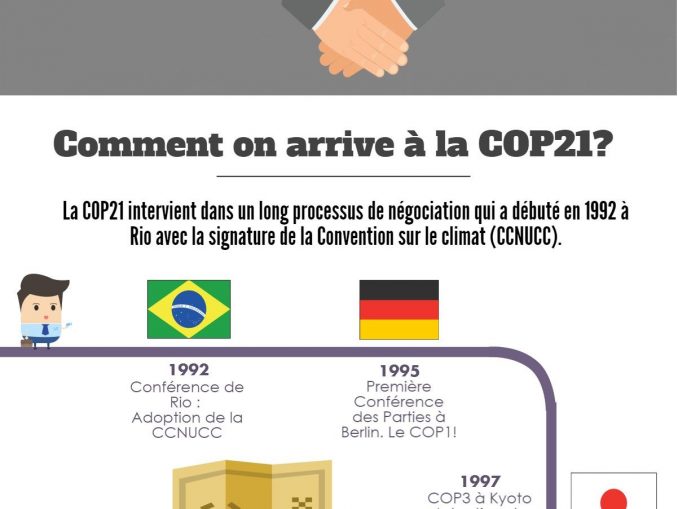 Comment on arrive à la COP21?
La COP21 intervient dans un long processus de négociation qui a débuté en 1992 à
Rio avec la signature de la Convention sur le climat (CCNUCC).
1992
Conférence de
Rio :
Adoption de la
CCNUCC
1995
Première
Conférence
des Parties à
Berlin. Le COP1!
1997
COP3 à Kyoto